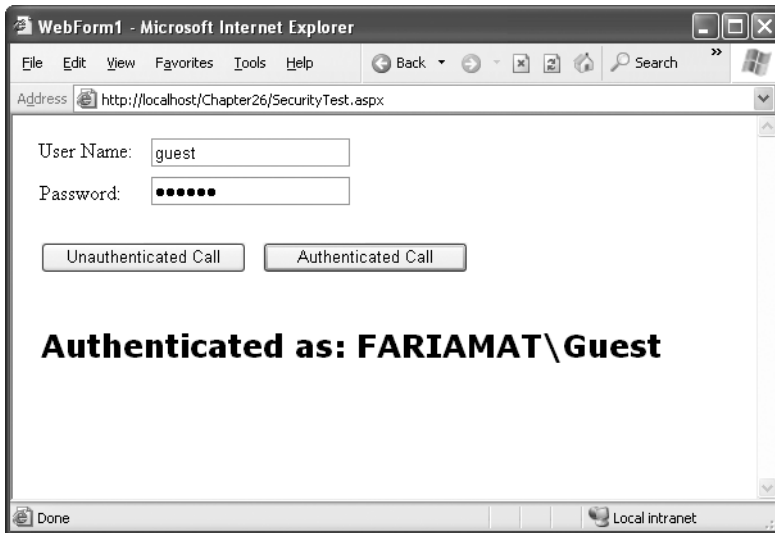 WebForm1 - Microsoft Internet Explorer
File Edit View Favorites Tools Help Back Search »
Address http://localhost/Chapter26/SecurityTest.aspx
User Name: guest
Password: ••••••
Unauthenticated Call Authenticated Call
Authenticated as: FARIAMAT\Guest
Done Local intranet